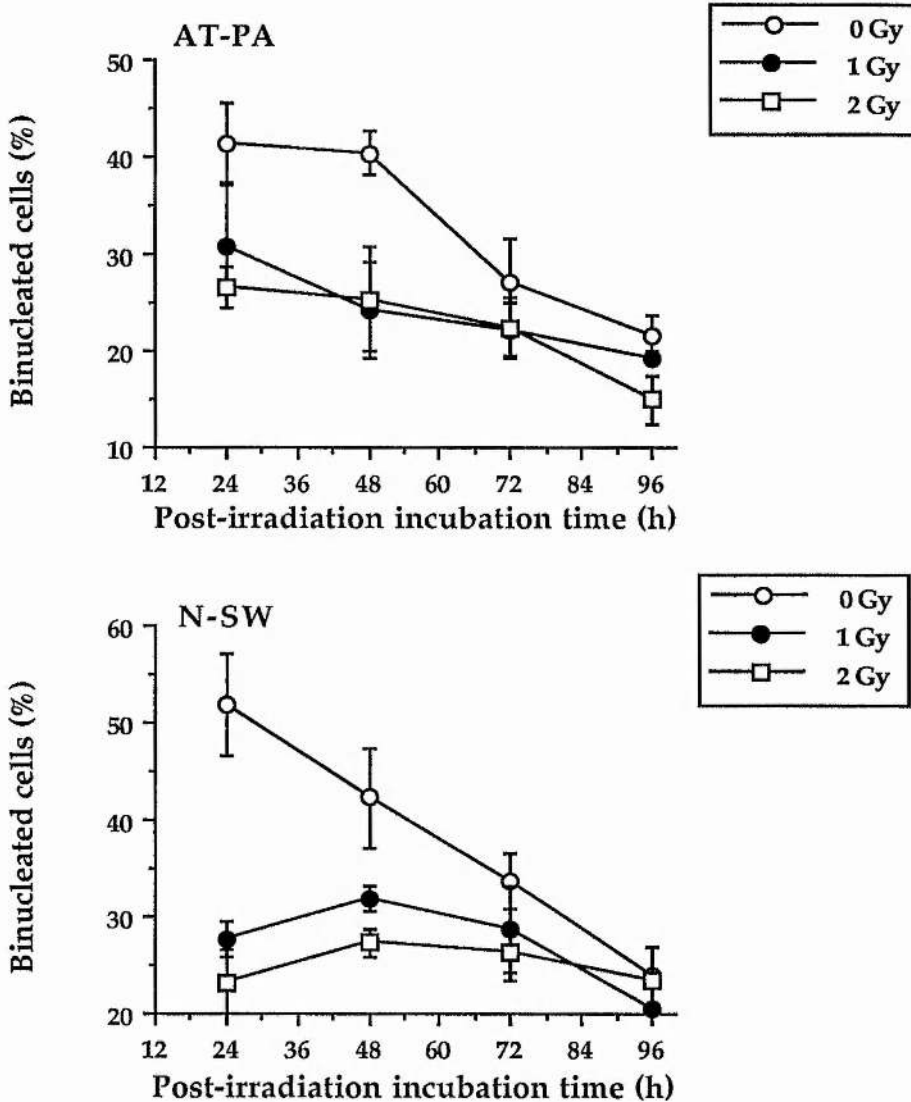 AT-PA
0 Gy
1 Gy
2 Gy
Binucleated cells (%)
50
40
30
20
10
12 24 36 48 60 72 84 96
Post-irradiation incubation time (h)
N-SW
0 Gy
1 Gy
2 Gy
Binucleated cells (%)
60
50
40
30
20
12 24 36 48 60 72 84 96
Post-irradiation incubation time (h)